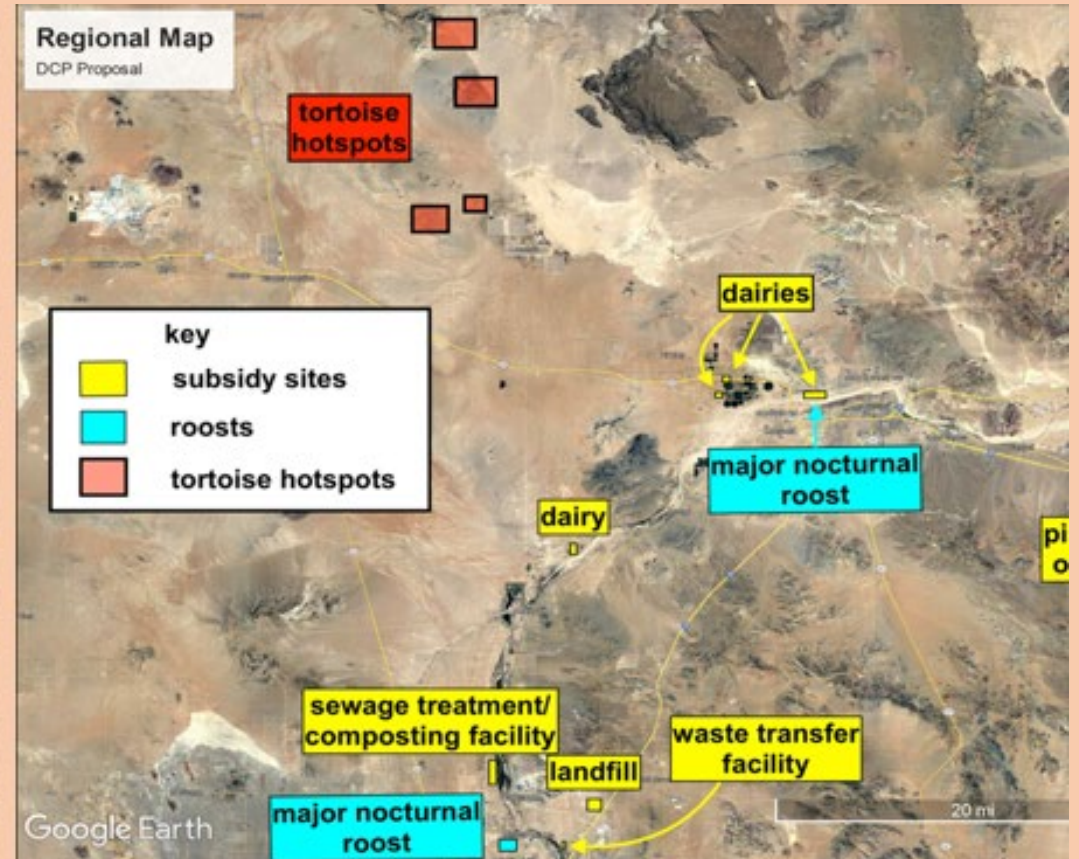 Regional Map
DCP Proposal
tortoise
hotspots
dairies
key
subsidy sites
roosts
tortoise hotspots
major nocturnal
roost
dairy
pi
o
sewage treatment/
composting facility
landfill
waste transfer
facility
major nocturnal
roost
20 mi
Google Earth